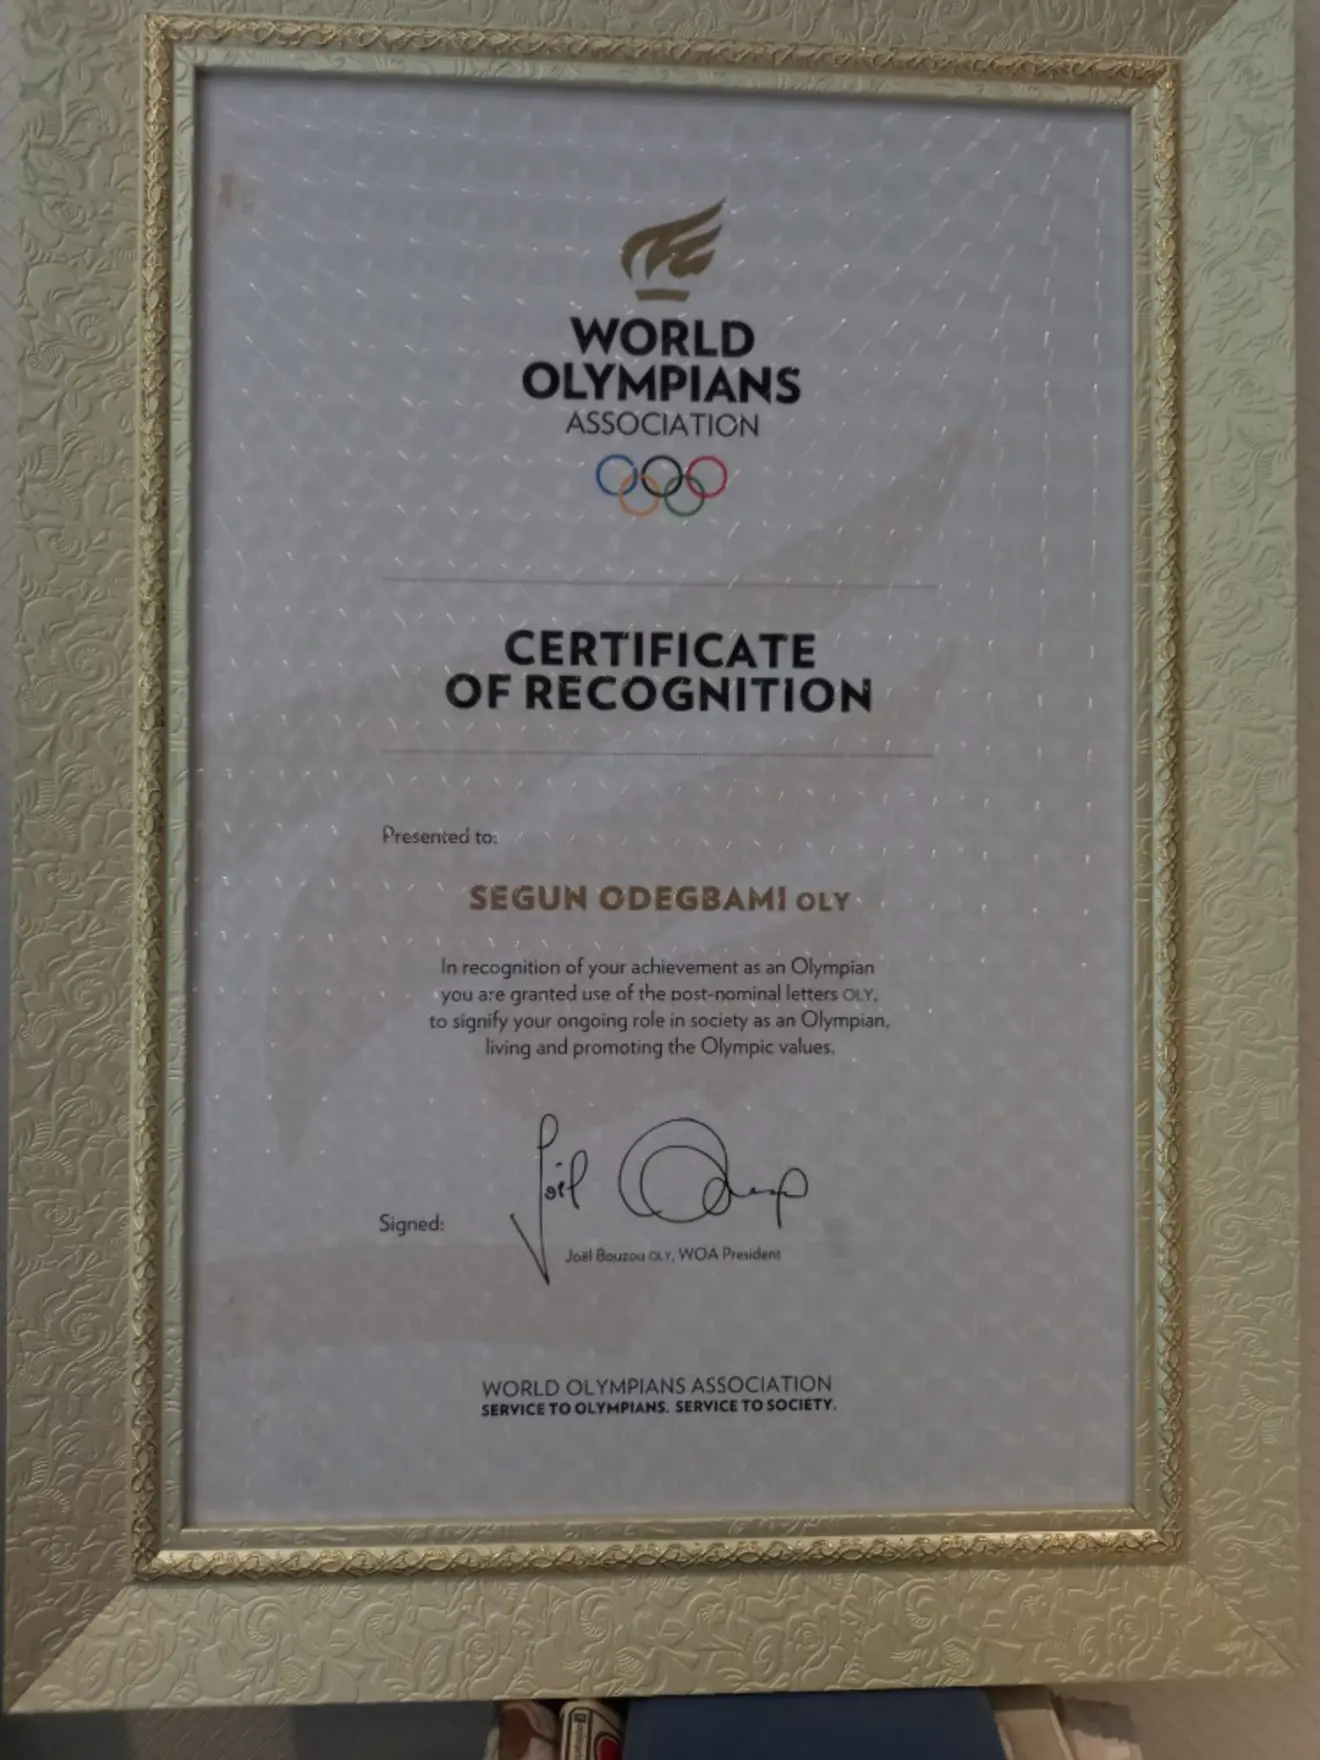 WORLD
OLYMPIANS
ASSOCIATION
CERTIFICATE
OF RECOGNITION
Presented to:
SEGUN ODEGBAMI OLY
In recognition of your achievement as an Olympian
you are granted use of the post-nominal letters OLY,
to signify your ongoing role in society as an Olympian,
living and promoting the Olympic values.
Signed:
Joël Bouzou OLY, WOA President
WORLD OLYMPIANS ASSOCIATION
SERVICE TO OLYMPIANS. SERVICE TO SOCIETY.